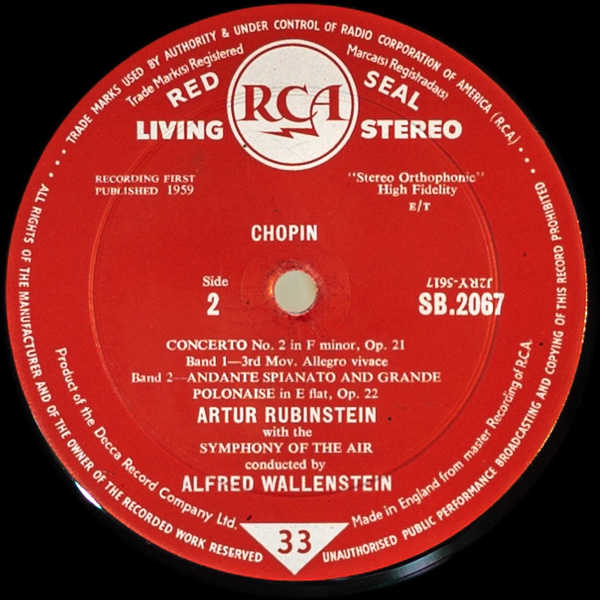 TRADE MARKS USED BY AUTHORITY & UNDER CONTROL OF RADIO CORPORATION OF AMERICA (R.C.A.)
Trade Mark(s) Registered
Marca(s) Registrada(s)
RED SEAL
RCA
LIVING STEREO
RECORDING FIRST
PUBLISHED 1959
"Stereo Orthophonic"
High Fidelity
E/T
CHOPIN
Side
2
J2RY-5617
SB.2067
CONCERTO No. 2 in F minor, Op. 21
Band 1—3rd Mov. Allegro vivace
Band 2—ANDANTE SPIANATO AND GRANDE
POLONAISE in E flat, Op. 22
ARTUR RUBINSTEIN
with the
SYMPHONY OF THE AIR
conducted by
ALFRED WALLENSTEIN
Product of the Decca Record Company Ltd.
Made in England from master Recording of R.C.A.
33
ALL RIGHTS OF THE MANUFACTURER AND OF THE OWNER OF THE RECORDED WORK RESERVED
UNAUTHORISED PUBLIC PERFORMANCE BROADCASTING AND COPYING OF THIS RECORD PROHIBITED